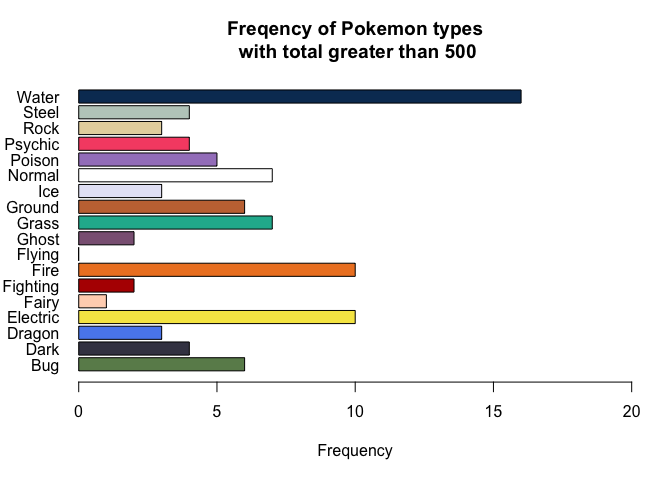 Freqency of Pokemon types
with total greater than 500
Water
Steel
Rock
Psychic
Poison
Normal
Ice
Ground
Grass
Ghost
Flying
Fire
Fighting
Fairy
Electric
Dragon
Dark
Bug
0 5 10 15 20
Frequency